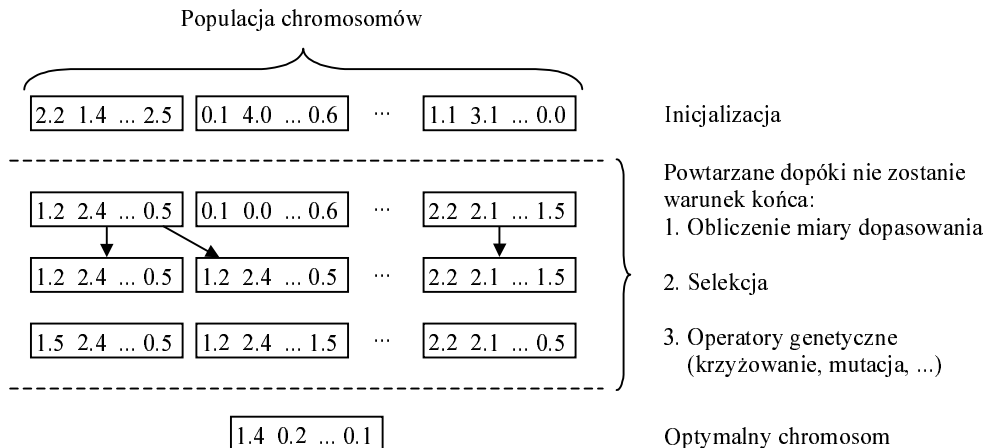 Populacja chromosomów
2.2 1.4 ... 2.5 0.1 4.0 ... 0.6 ... 1.1 3.1 ... 0.0 Inicjalizacja
Powtarzane dopóki nie zostanie
warunek końca:
1.2 2.4 ... 0.5 0.1 0.0 ... 0.6 ... 2.2 2.1 ... 1.5
1. Obliczenie miary dopasowania
1.2 2.4 ... 0.5 1.2 2.4 ... 0.5 ... 2.2 2.1 ... 1.5 2. Selekcja
1.5 2.4 ... 0.5 1.2 2.4 ... 1.5 ... 2.2 2.1 ... 0.5 3. Operatory genetyczne
(krzyżowanie, mutacja, ...)
1.4 0.2 ... 0.1 Optymalny chromosom